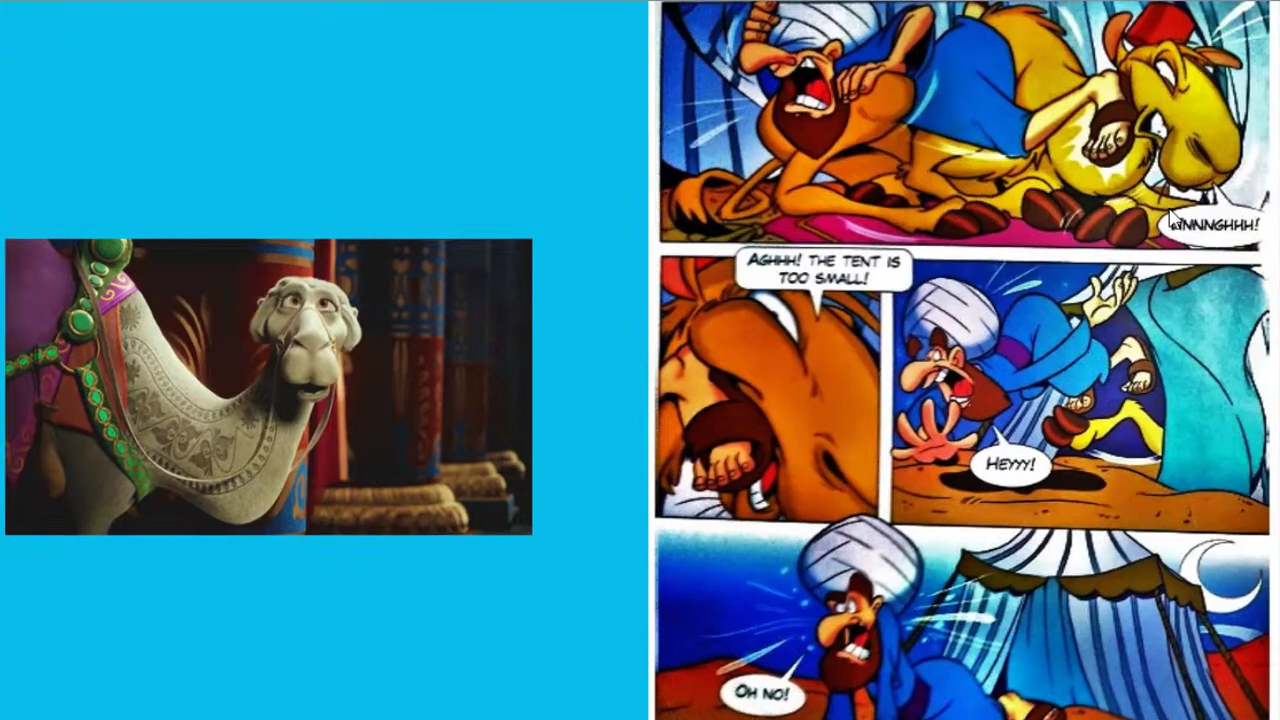 NNNGHHH!
AGHHH! THE TENT IS
TOO SMALL!
HEYYY!
OH NO!